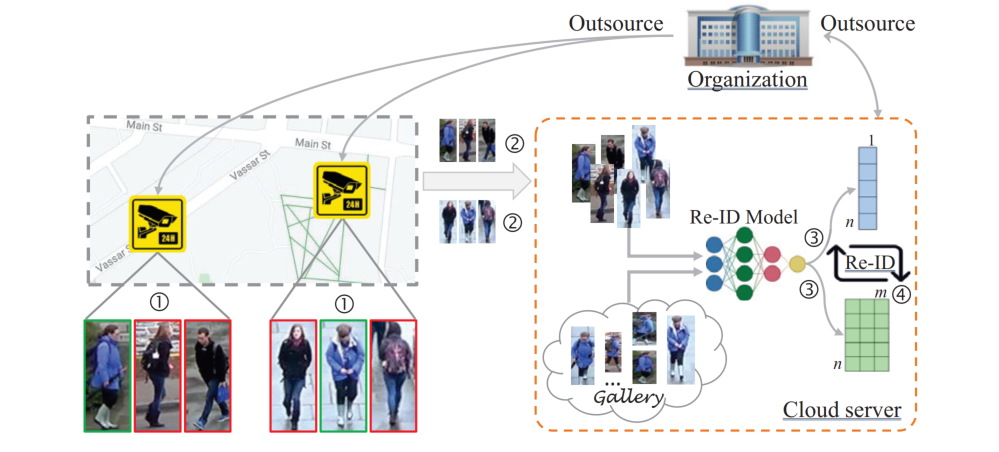 Outsource
Outsource
Organization
Main St
Main St
Vassar St
Vassar St
24H
24H
②
②
①
①
1
n
Re-ID Model
③
③
Re-ID
④
m
n
...
Gallery
Cloud server